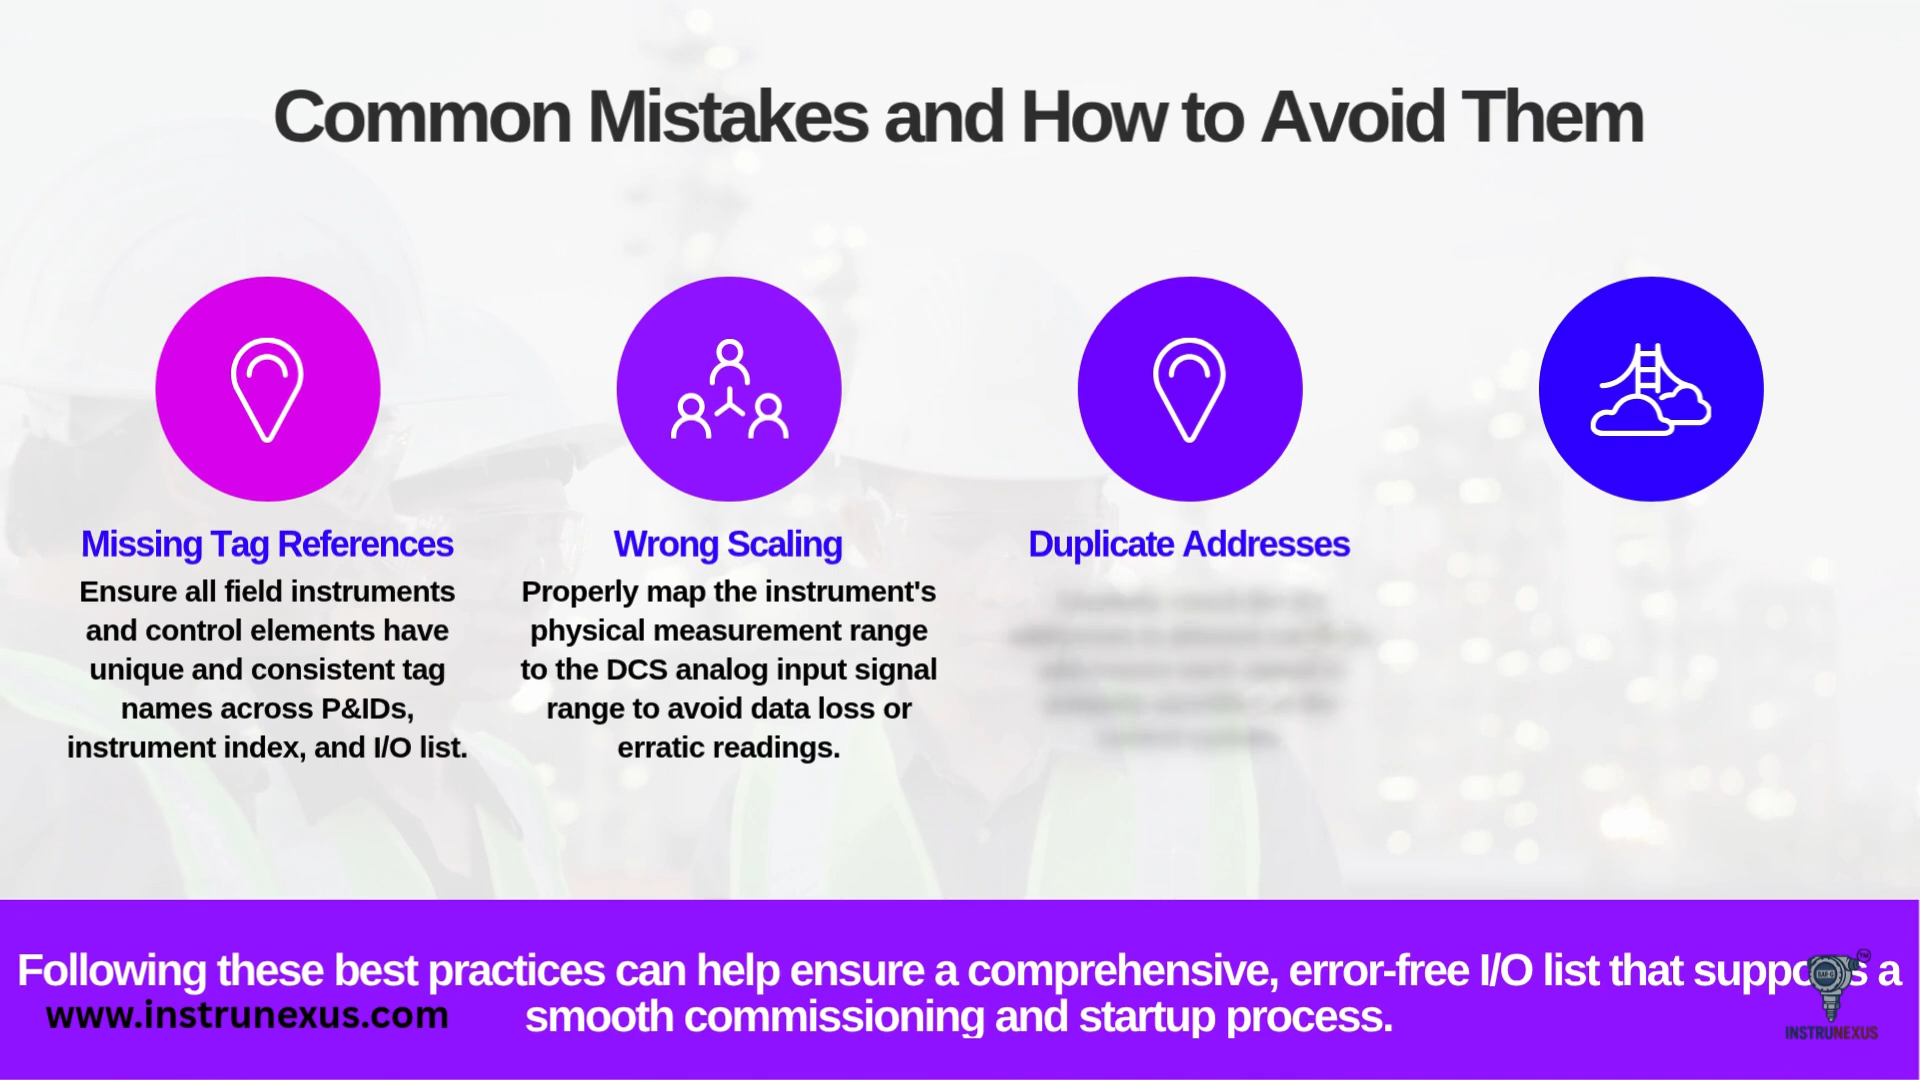 Common Mistakes and How to Avoid Them
Missing Tag References
Ensure all field instruments
and control elements have
unique and consistent tag
names across P&IDs,
instrument index, and I/O list.
Wrong Scaling
Properly map the instrument's
physical measurement range
to the DCS analog input signal
range to avoid data loss or
erratic readings.
Duplicate Addresses
Following these best practices can help ensure a comprehensive, error-free I/O list that supports a
smooth commissioning and startup process.
www.instrunexus.com
INSTRUNEXUS